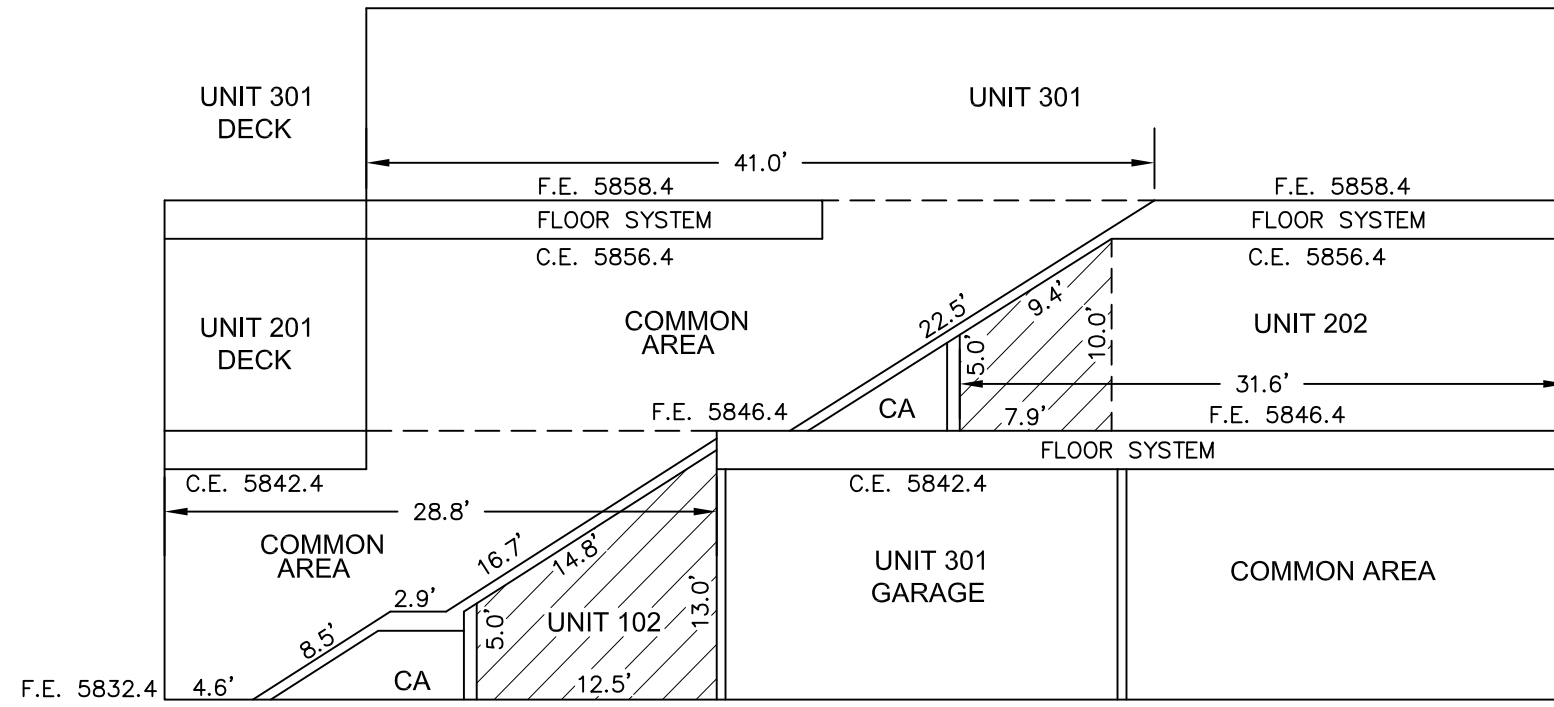 UNIT 301
DECK
UNIT 301
41.0'
F.E. 5858.4
F.E. 5858.4
FLOOR SYSTEM
FLOOR SYSTEM
C.E. 5856.4
C.E. 5856.4
UNIT 201
DECK
COMMON
AREA
22.5'
9.4'
5.0'
10.0'
UNIT 202
31.6'
F.E. 5846.4
CA
7.9'
F.E. 5846.4
FLOOR SYSTEM
C.E. 5842.4
C.E. 5842.4
28.8'
COMMON
AREA
16.7'
14.8'
UNIT 301
GARAGE
COMMON AREA
2.9'
8.5'
5.0'
UNIT 102
13.0'
F.E. 5832.4
4.6'
CA
12.5'